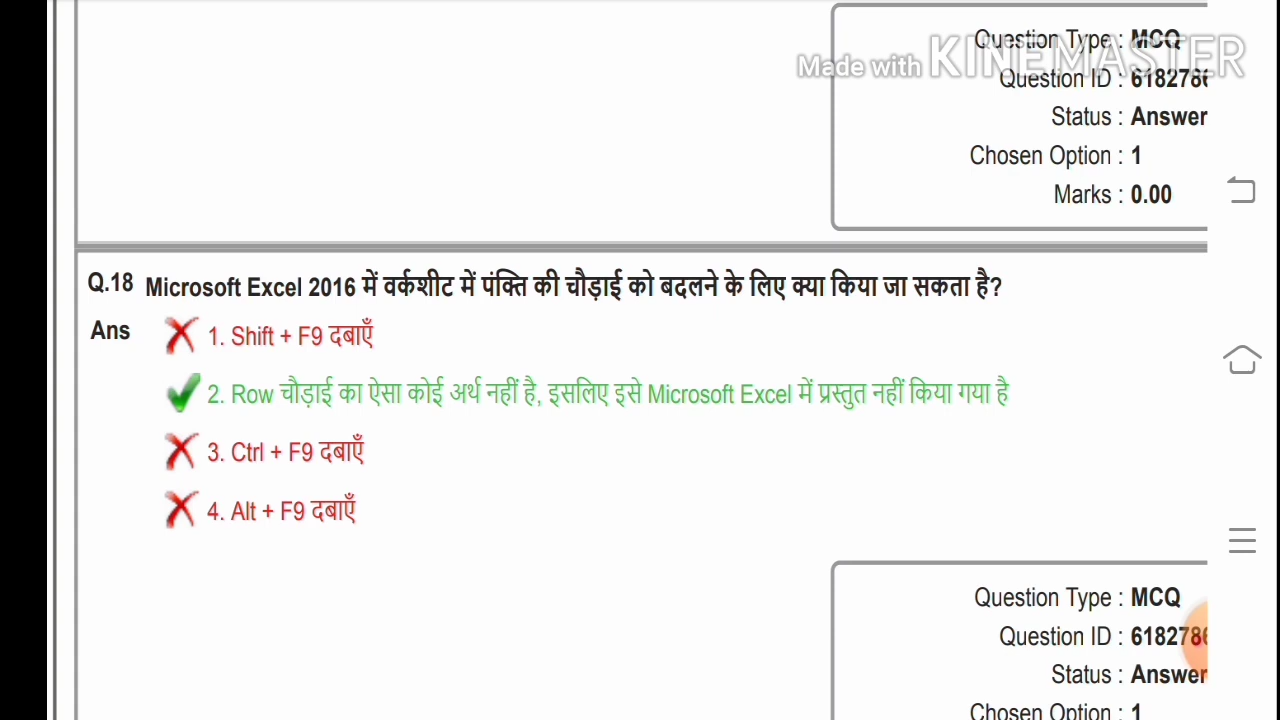 Question Type : MCQ
Made with KINEMASTER
Question ID : 618278
Status : Answer
Chosen Option : 1
Marks : 0.00
Q.18 Microsoft Excel 2016 में वर्कशीट में पंक्ति की चौड़ाई को बदलने के लिए क्या किया जा सकता है?
Ans 1. Shift + F9 दबाएँ
2. Row चौड़ाई का ऐसा कोई अर्थ नहीं है, इसलिए इसे Microsoft Excel में प्रस्तुत नहीं किया गया है
3. Ctrl + F9 दबाएँ
4. Alt + F9 दबाएँ
Question Type : MCQ
Question ID : 618278
Status : Answer
Chosen Option : 1